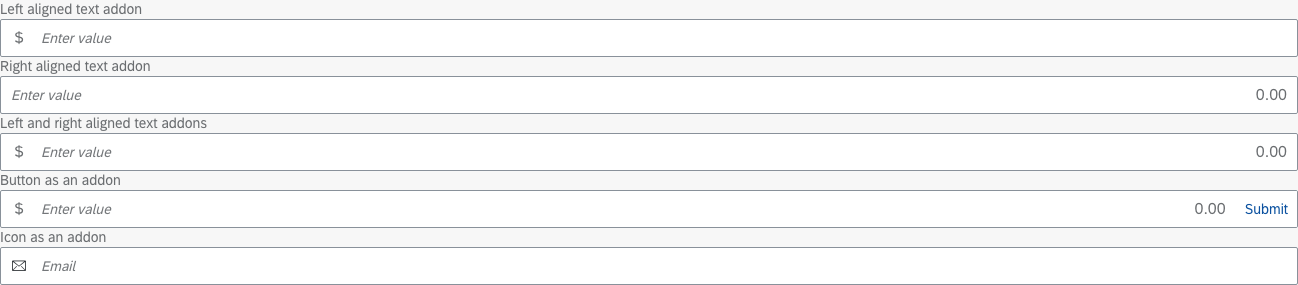 Left aligned text addon
$ Enter value
Right aligned text addon
Enter value 0.00
Left and right aligned text addons
$ Enter value 0.00
Button as an addon
$ Enter value 0.00 Submit
Icon as an addon
Email